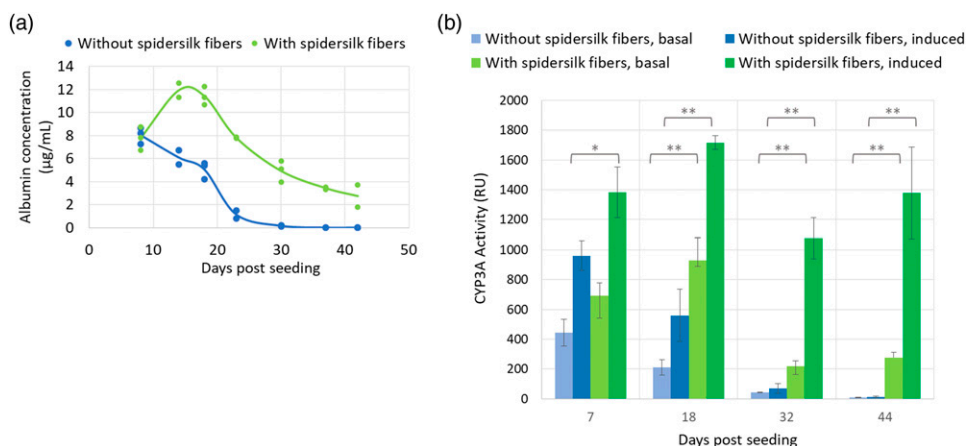 (a)
Without spidersilk fibers
With spidersilk fibers
14
12
10
8
6
4
2
0
Albumin concentration
(µg/mL)
0 10 20 30 40 50
Days post seeding
(b)
Without spidersilk fibers, basal
Without spidersilk fibers, induced
With spidersilk fibers, basal
With spidersilk fibers, induced
2000
1800
1600
1400
1200
1000
800
600
400
200
0
CYP3A Activity (RU)
** ** **
* ** ** **
7 18 32 44
Days post seeding